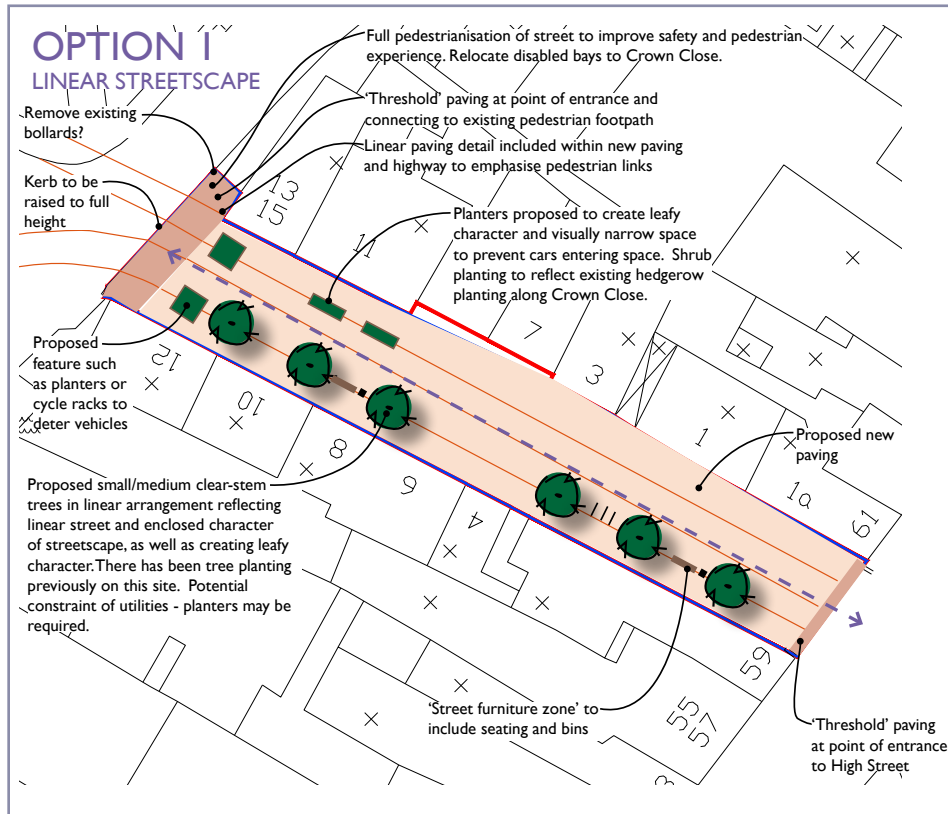 OPTION 1
LINEAR STREETSCAPE
Full pedestrianisation of street to improve safety and pedestrian
experience. Relocate disabled bays to Crown Close.
Remove existing
bollards?
'Threshold' paving at point of entrance and
connecting to existing pedestrian footpath
Linear paving detail included within new paving
and highway to emphasise pedestrian links
Kerb to be
raised to full
height
Planters proposed to create leafy
character and visually narrow space
to prevent cars entering space. Shrub
planting to reflect existing hedgerow
planting along Crown Close.
13
15
11
7
3
1
1a
61
Proposed
feature such
as planters or
cycle racks to
deter vehicles
12
10
8
6
4
Proposed new
paving
Proposed small/medium clear-stem
trees in linear arrangement reflecting
linear street and enclosed character
of streetscape, as well as creating leafy
character. There has been tree planting
previously on this site. Potential
constraint of utilities - planters may be
required.
'Street furniture zone' to
include seating and bins
59
55
57
'Threshold' paving
at point of entrance
to High Street